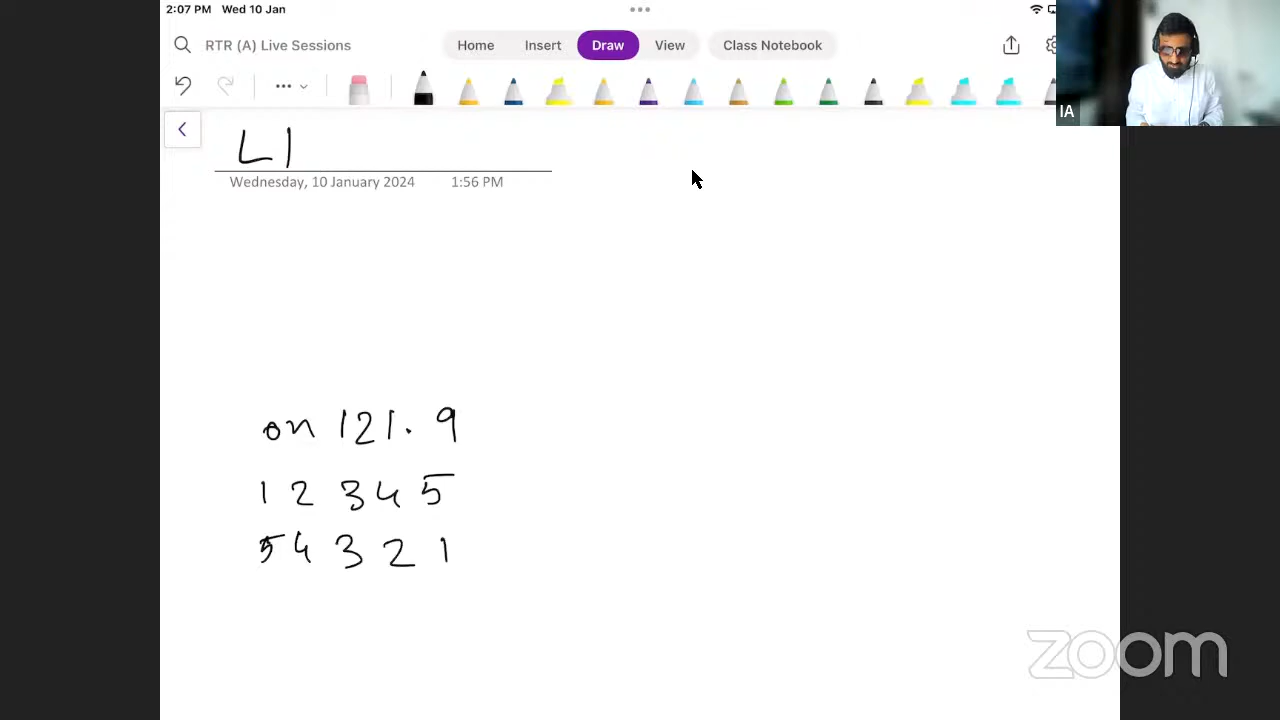 2:07 PM Wed 10 Jan
RTR (A) Live Sessions
Home Insert Draw View Class Notebook
IA
L1
Wednesday, 10 January 2024 1:56 PM
on 121.9
1 2 3 4 5
5 4 3 2 1
zoom